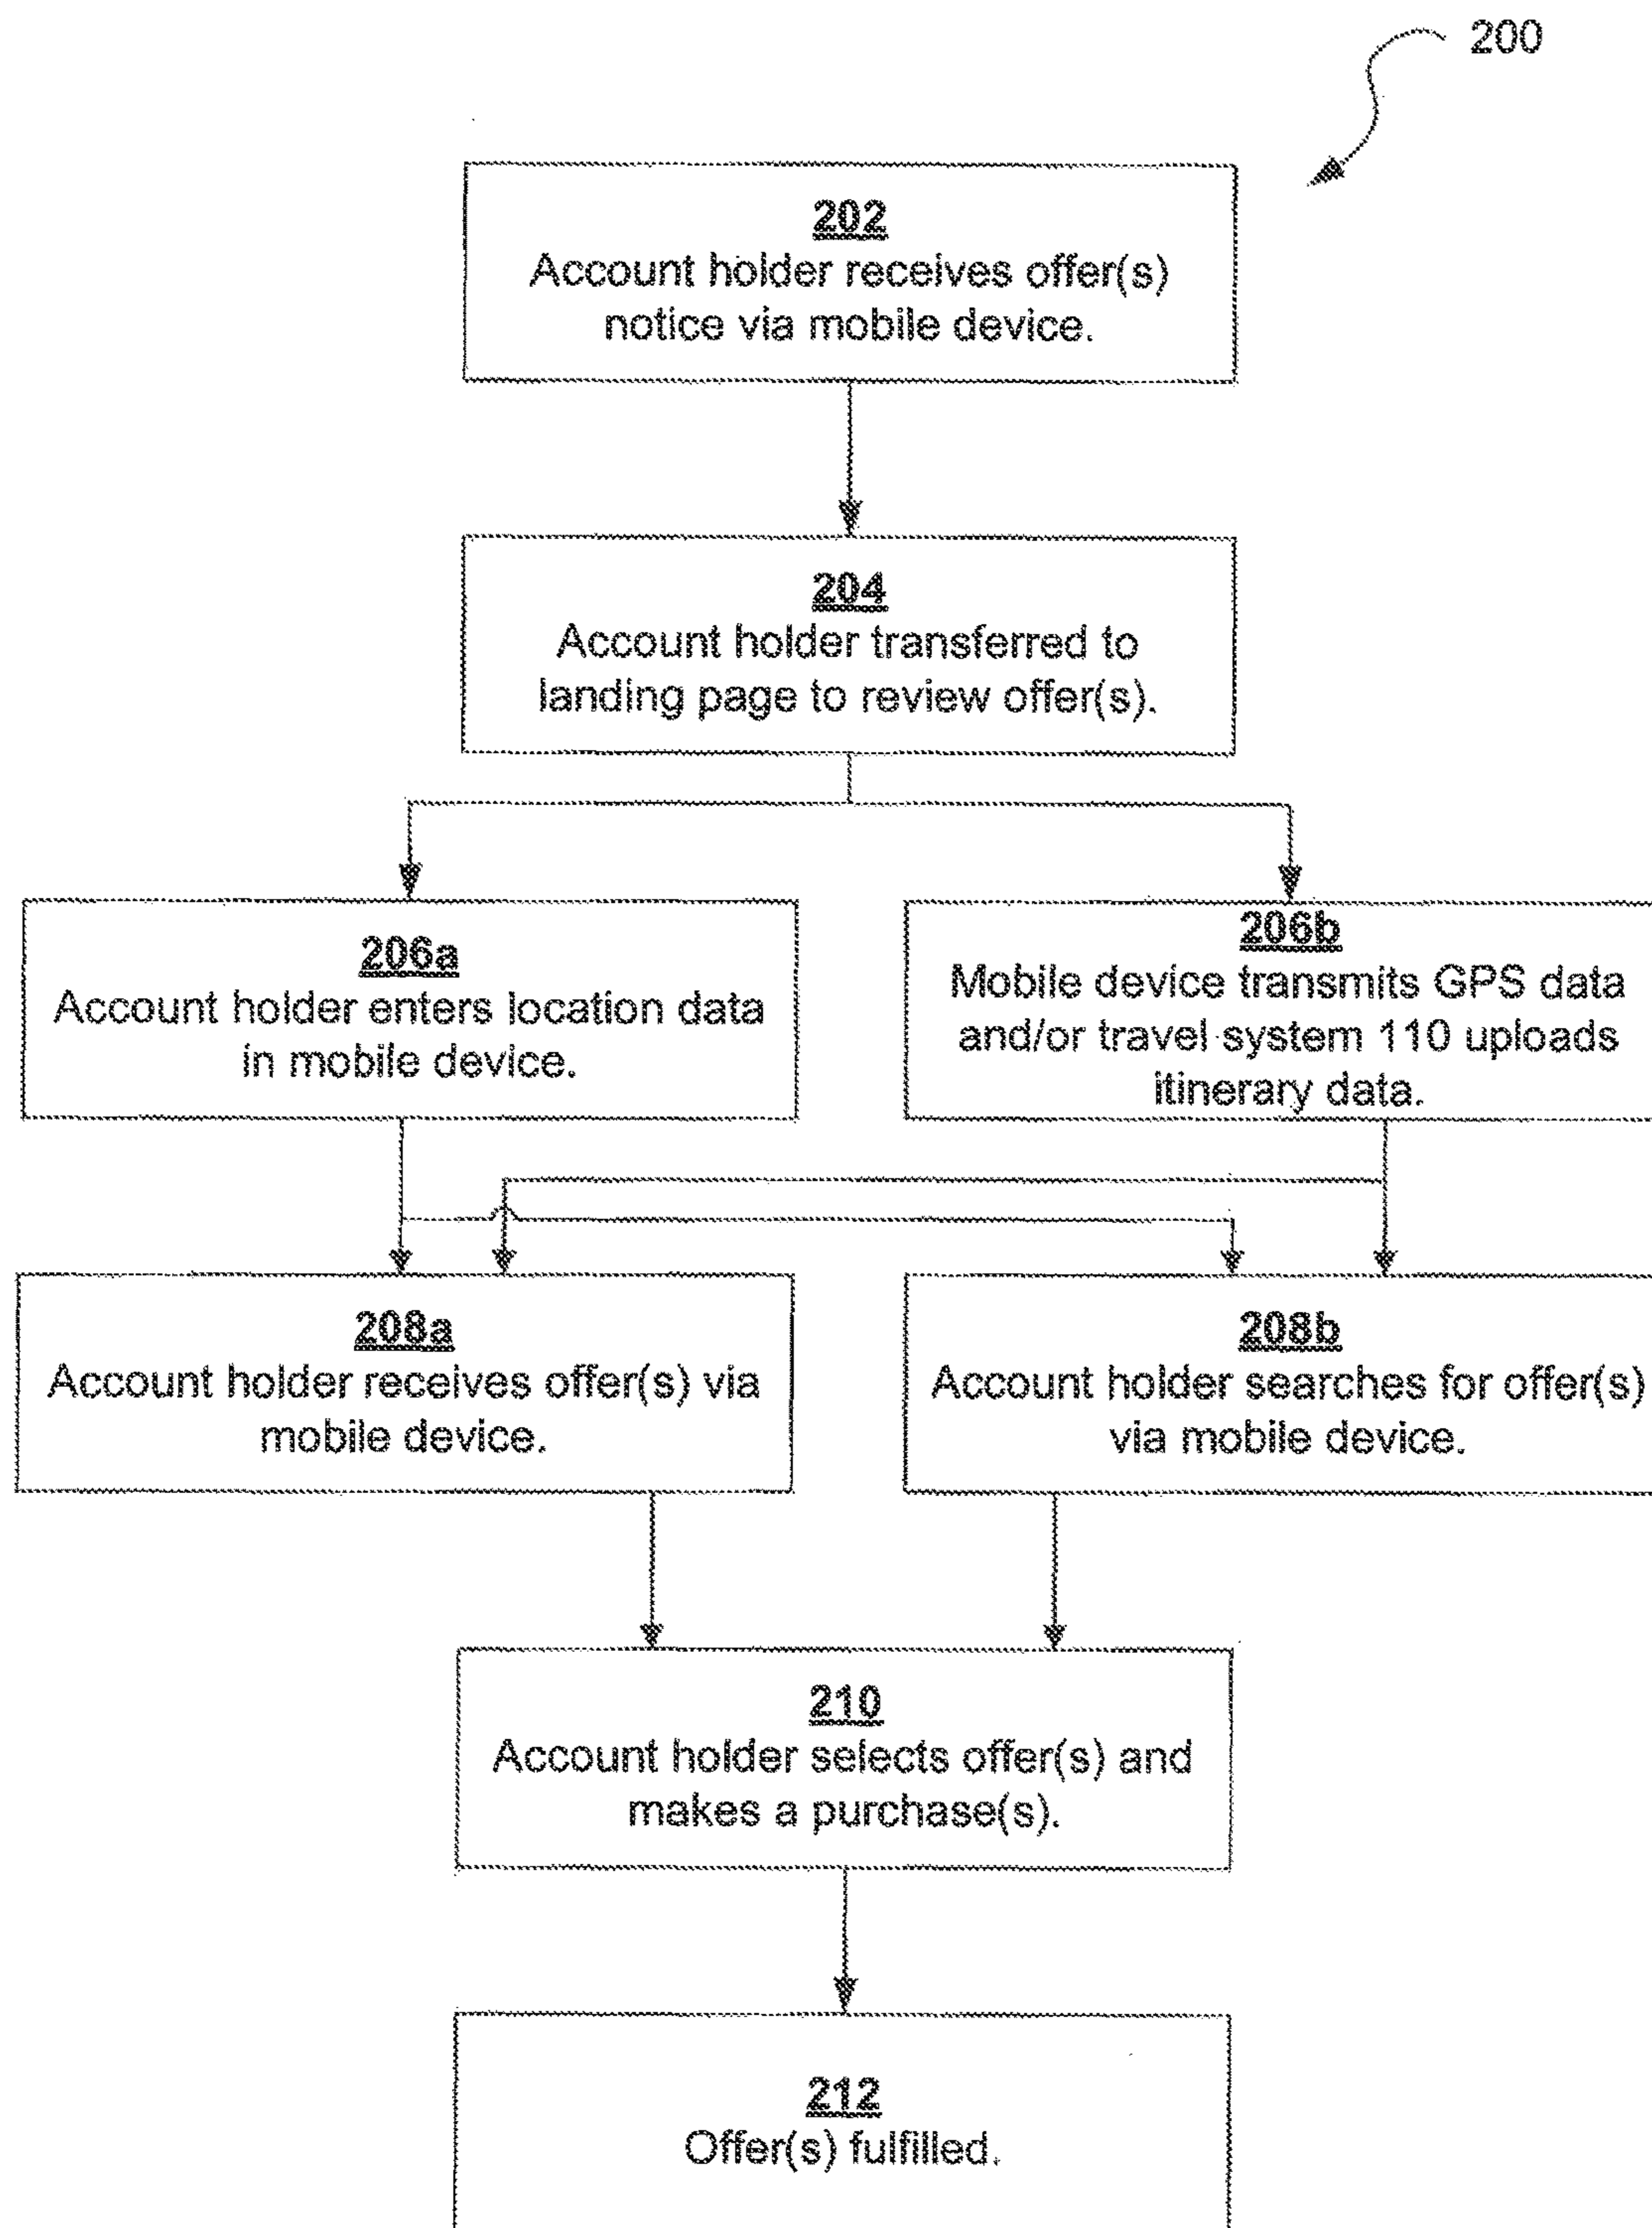 200
202
Account holder receives offer(s)
notice via mobile device.
204
Account holder transferred to
landing page to review offer(s).
206a
Account holder enters location data
in mobile device.
206b
Mobile device transmits GPS data
and/or travel system 110 uploads
itinerary data.
208a
Account holder receives offer(s) via
mobile device.
208b
Account holder searches for offer(s)
via mobile device.
210
Account holder selects offer(s) and
makes a purchase(s).
212
Offer(s) fulfilled.